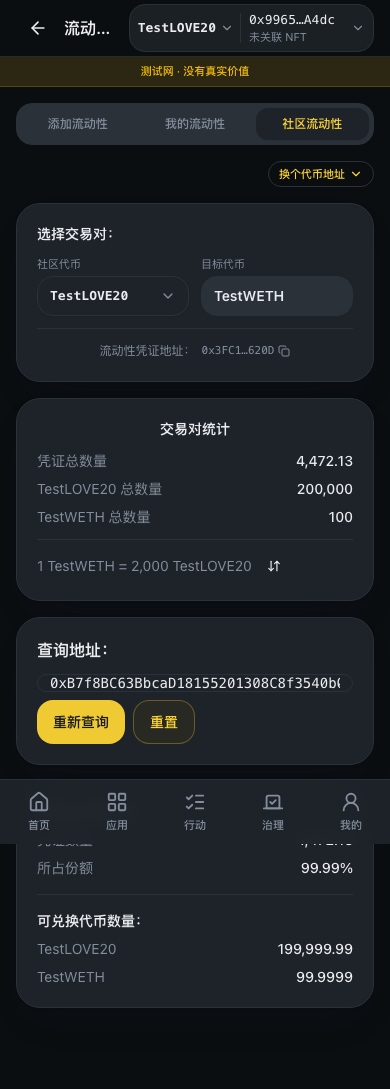 流动...
TestLOVE20
0x9965…A4dc
未关联 NFT
测试网 · 没有真实价值
添加流动性
我的流动性
社区流动性
换个代币地址
选择交易对：
社区代币
目标代币
TestLOVE20
TestWETH
流动性凭证地址： 0x3FC1...620D
交易对统计
凭证总数量 4,472.13
TestLOVE20 总数量 200,000
TestWETH 总数量 100
1 TestWETH = 2,000 TestLOVE20
查询地址：
0xB7f8BC63BbcaD18155201308C8f3540b
重新查询
重置
首页
应用
行动
治理
我的
所占份额 99.99%
可兑换代币数量：
TestLOVE20 199,999.99
TestWETH 99.9999